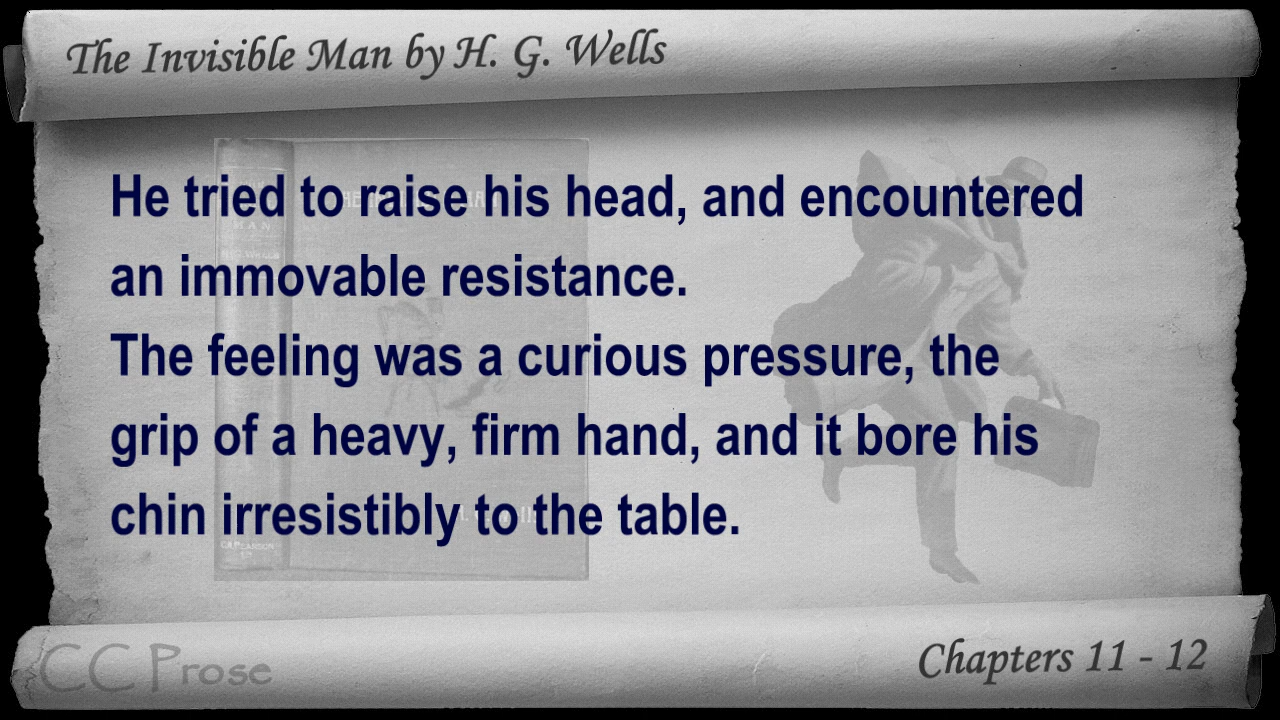 The Invisible Man by H. G. Wells
He tried to raise his head, and encountered
an immovable resistance.
The feeling was a curious pressure, the
grip of a heavy, firm hand, and it bore his
chin irresistibly to the table.
CC Prose
Chapters 11 - 12